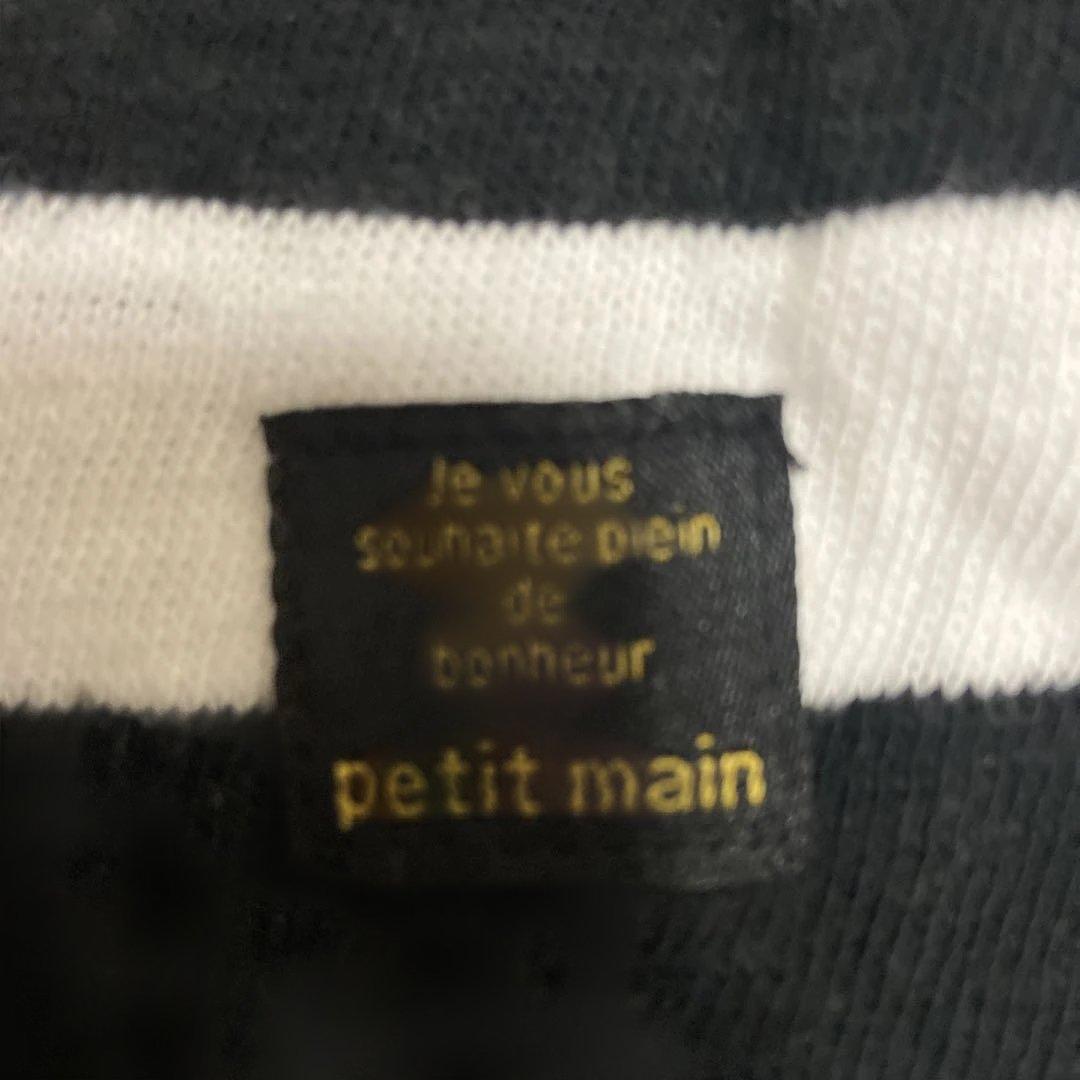 Je vous
souhaite plein
de
bonheur
petit main